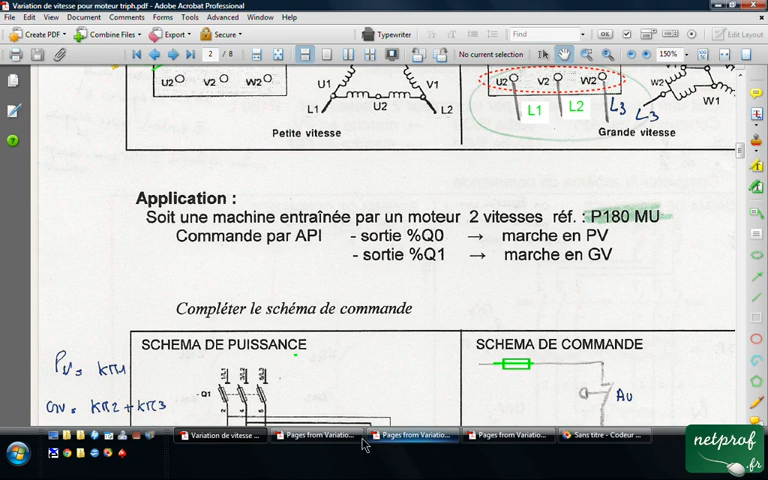 Variation de vitesse pour moteur triph.pdf - Adobe Acrobat Professional
File Edit View Document Comments Forms Tools Advanced Window Help
Create PDF Combine Files Export Secure Typewriter Find Edit Layout
2 / 8 No current selection 150%
U2 V2 W2 U1 V1 U2 V2 W2 W2
L1 U2 L2 L1 L2 L3 L3 W1
Petite vitesse Grande vitesse
Application :
Soit une machine entraînée par un moteur 2 vitesses réf. : P180 MU
Commande par API - sortie %Q0 → marche en PV
- sortie %Q1 → marche en GV
Compléter le schéma de commande
SCHEMA DE PUISSANCE SCHEMA DE COMMANDE
PV = KM1
Q1 AU
GV = KM2 + KM3
2 4 6
Variation de vitesse ... Pages from Variatio... Pages from Variatio... Pages from Variatio... Sans titre - Codeur ...
netprof
.fr